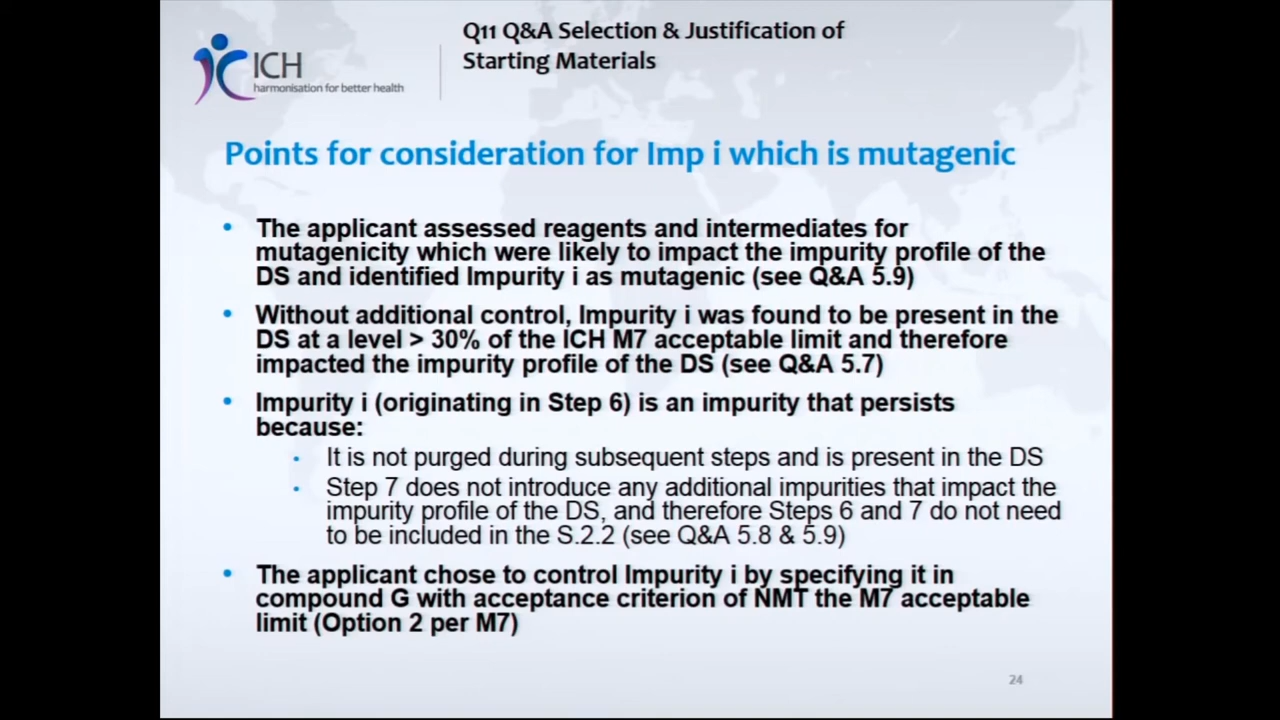 Q11 Q&A Selection & Justification of
Starting Materials
ICH
harmonisation for better health
Points for consideration for Imp i which is mutagenic
• The applicant assessed reagents and intermediates for
mutagenicity which were likely to impact the impurity profile of the
DS and identified Impurity i as mutagenic (see Q&A 5.9)
• Without additional control, Impurity i was found to be present in the
DS at a level > 30% of the ICH M7 acceptable limit and therefore
impacted the impurity profile of the DS (see Q&A 5.7)
• Impurity i (originating in Step 6) is an impurity that persists
because:
• It is not purged during subsequent steps and is present in the DS
• Step 7 does not introduce any additional impurities that impact the
impurity profile of the DS, and therefore Steps 6 and 7 do not need
to be included in the S.2.2 (see Q&A 5.8 & 5.9)
• The applicant chose to control Impurity i by specifying it in
compound G with acceptance criterion of NMT the M7 acceptable
limit (Option 2 per M7)
24